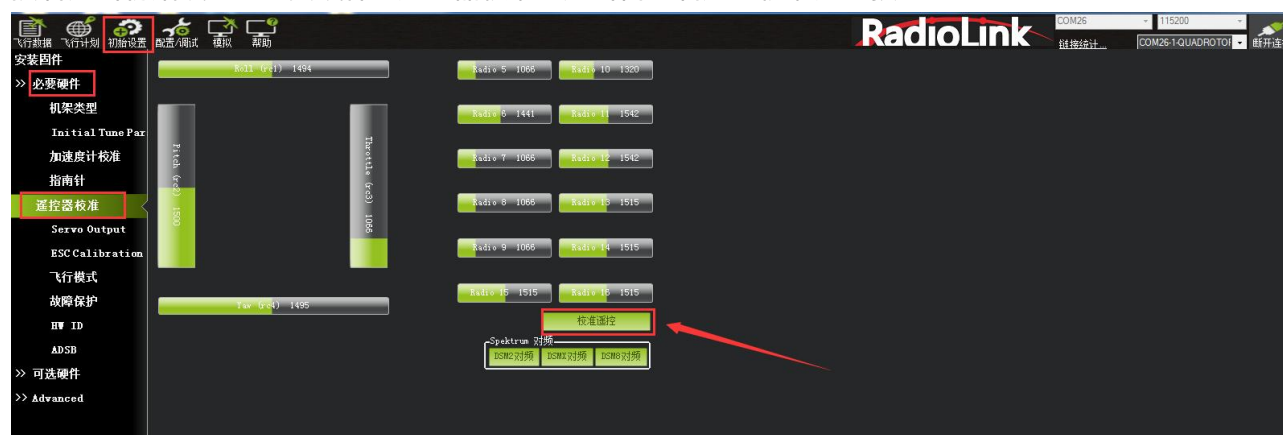 飞行数据 飞行计划 初始设置 配置/调试 模拟 帮助
RadioLink
COM26 115200
链接统计... COM26-1-QUADROTOR 断开连
安装固件
>> 必要硬件
机架类型
Initial Tune Par
加速度计校准
指南针
遥控器校准
Servo Output
ESC Calibration
飞行模式
故障保护
HW ID
ADSB
>> 可选硬件
>> Advanced
Roll (rc1) 1494
Pitch (rc2) 1500
Throttle (rc3) 1066
Yaw (rc4) 1495
Radio 5 1066 Radio 10 1320
Radio 6 1441 Radio 11 1542
Radio 7 1066 Radio 12 1542
Radio 8 1066 Radio 13 1515
Radio 9 1066 Radio 14 1515
Radio 15 1515 Radio 16 1515
校准遥控
Spektrum 对频
DSM2对频 DSMX对频 DSM8对频